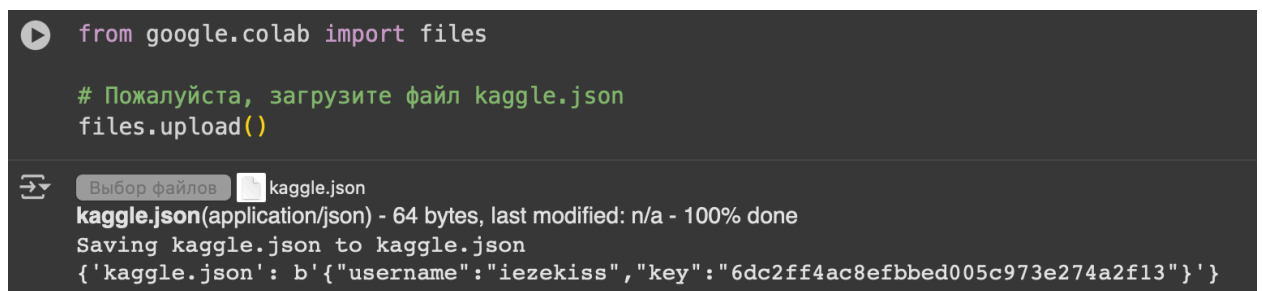 from google.colab import files
# Пожалуйста, загрузите файл kaggle.json
files.upload()
Выбор файлов kaggle.json
kaggle.json(application/json) - 64 bytes, last modified: n/a - 100% done
Saving kaggle.json to kaggle.json
{'kaggle.json': b'{"username":"iezekiss","key":"6dc2ff4ac8efbbed005c973e274a2f13"}'}